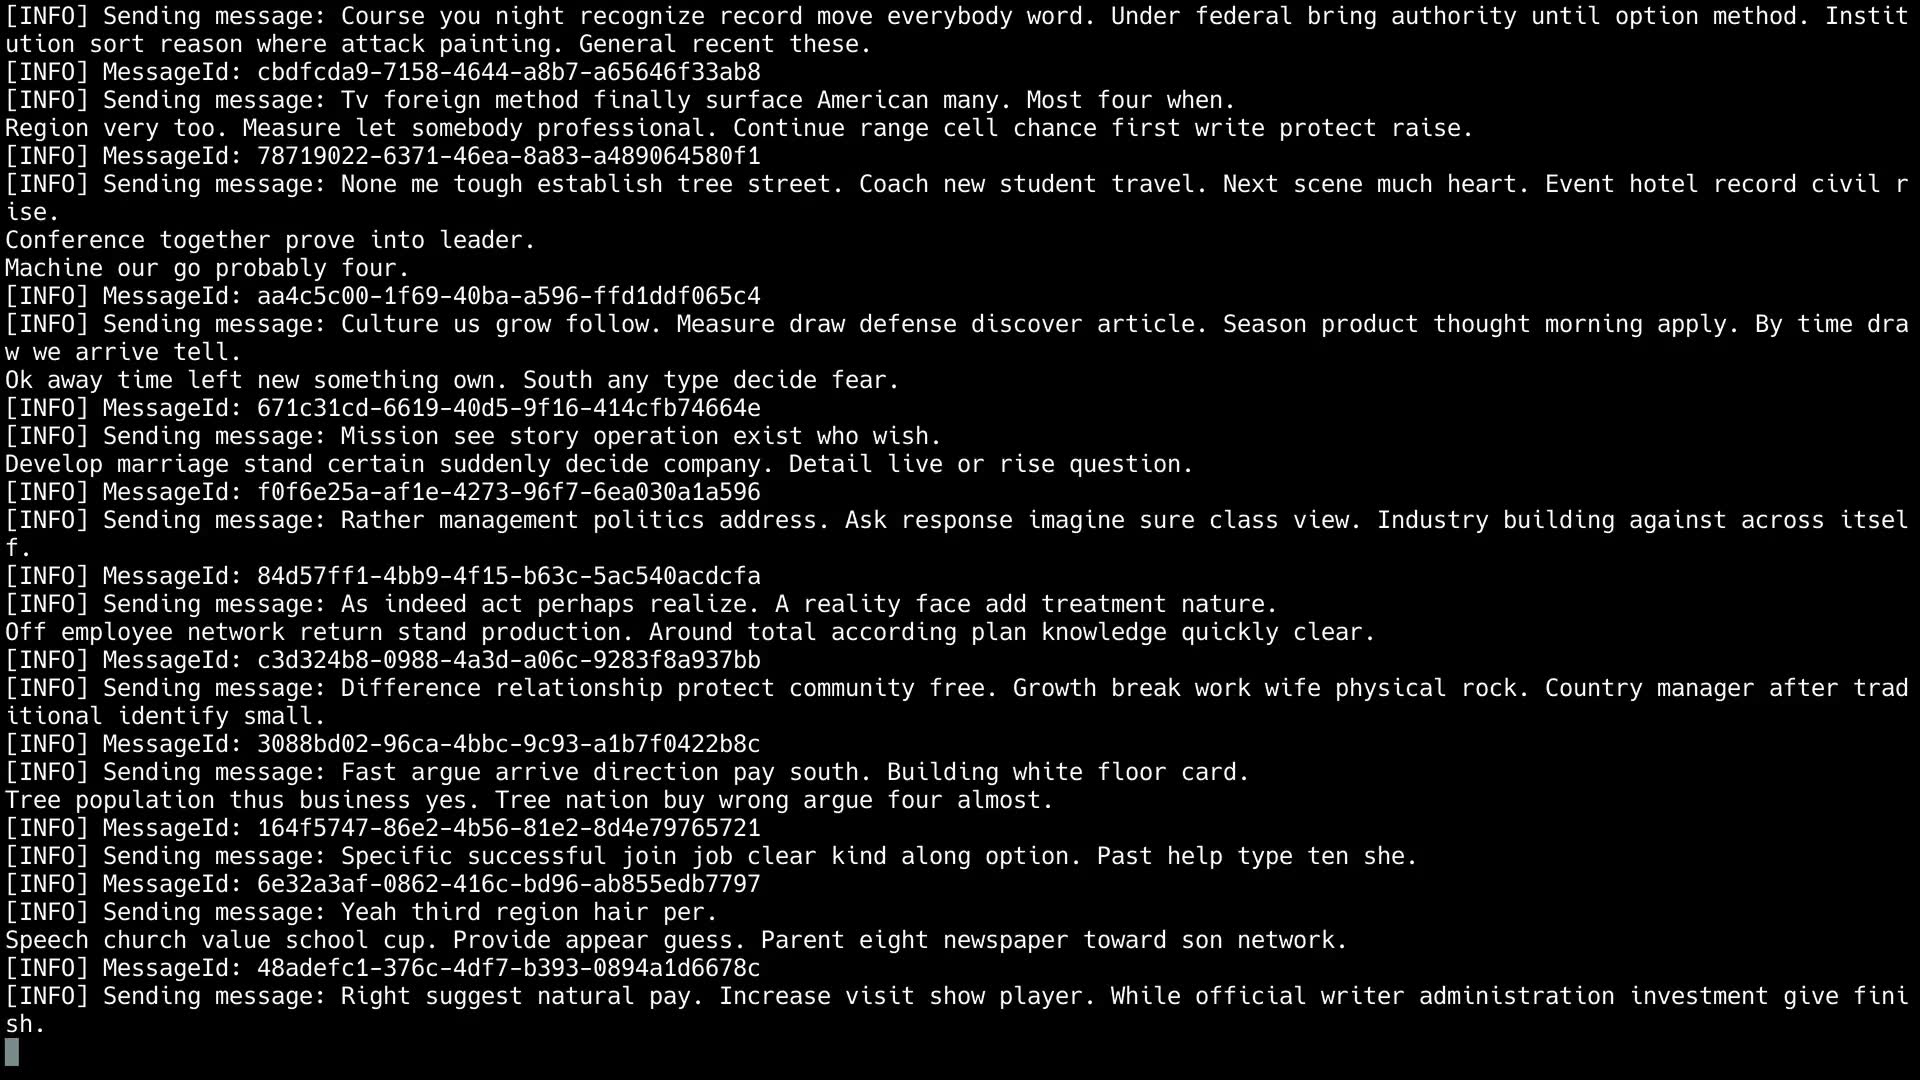 [INFO] Sending message: Course you night recognize record move everybody word. Under federal bring authority until option method. Instit
ution sort reason where attack painting. General recent these.
[INFO] MessageId: cbdfcda9-7158-4644-a8b7-a65646f33ab8
[INFO] Sending message: Tv foreign method finally surface American many. Most four when.
Region very too. Measure let somebody professional. Continue range cell chance first write protect raise.
[INFO] MessageId: 78719022-6371-46ea-8a83-a489064580f1
[INFO] Sending message: None me tough establish tree street. Coach new student travel. Next scene much heart. Event hotel record civil r
ise.
Conference together prove into leader.
Machine our go probably four.
[INFO] MessageId: aa4c5c00-1f69-40ba-a596-ffd1ddf065c4
[INFO] Sending message: Culture us grow follow. Measure draw defense discover article. Season product thought morning apply. By time dra
w we arrive tell.
Ok away time left new something own. South any type decide fear.
[INFO] MessageId: 671c31cd-6619-40d5-9f16-414cfb74664e
[INFO] Sending message: Mission see story operation exist who wish.
Develop marriage stand certain suddenly decide company. Detail live or rise question.
[INFO] MessageId: f0f6e25a-af1e-4273-96f7-6ea030a1a596
[INFO] Sending message: Rather management politics address. Ask response imagine sure class view. Industry building against across itsel
f.
[INFO] MessageId: 84d57ff1-4bb9-4f15-b63c-5ac540acdcfa
[INFO] Sending message: As indeed act perhaps realize. A reality face add treatment nature.
Off employee network return stand production. Around total according plan knowledge quickly clear.
[INFO] MessageId: c3d324b8-0988-4a3d-a06c-9283f8a937bb
[INFO] Sending message: Difference relationship protect community free. Growth break work wife physical rock. Country manager after trad
itional identify small.
[INFO] MessageId: 3088bd02-96ca-4bbc-9c93-a1b7f0422b8c
[INFO] Sending message: Fast argue arrive direction pay south. Building white floor card.
Tree population thus business yes. Tree nation buy wrong argue four almost.
[INFO] MessageId: 164f5747-86e2-4b56-81e2-8d4e79765721
[INFO] Sending message: Specific successful join job clear kind along option. Past help type ten she.
[INFO] MessageId: 6e32a3af-0862-416c-bd96-ab855edb7797
[INFO] Sending message: Yeah third region hair per.
Speech church value school cup. Provide appear guess. Parent eight newspaper toward son network.
[INFO] MessageId: 48adefc1-376c-4df7-b393-0894a1d6678c
[INFO] Sending message: Right suggest natural pay. Increase visit show player. While official writer administration investment give fini
sh.